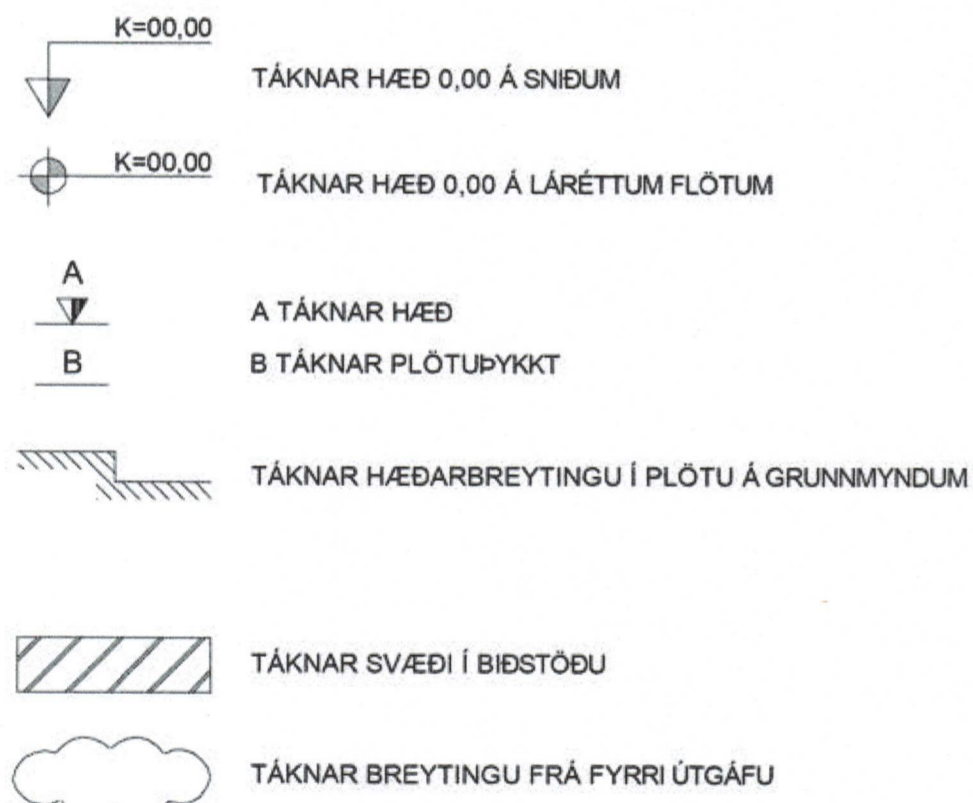 K=00,00
TÁKNAR HÆÐ 0,00 Á SNIÐUM
K=00,00
TÁKNAR HÆÐ 0,00 Á LÁRÉTTUM FLÖTUM
A
A TÁKNAR HÆÐ
B
B TÁKNAR PLÖTUÞYKKT
TÁKNAR HÆÐARBREYTINGU Í PLÖTU Á GRUNNMYNDUM
TÁKNAR SVÆÐI Í BIÐSTÖÐU
TÁKNAR BREYTINGU FRÁ FYRRI ÚTGÁFU